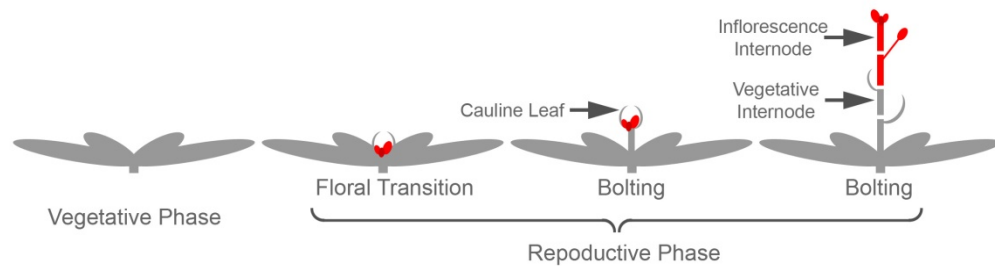 Inflorescence
Internode
Vegetative
Internode
Cauline Leaf
Vegetative Phase
Floral Transition
Bolting
Bolting
Repoductive Phase